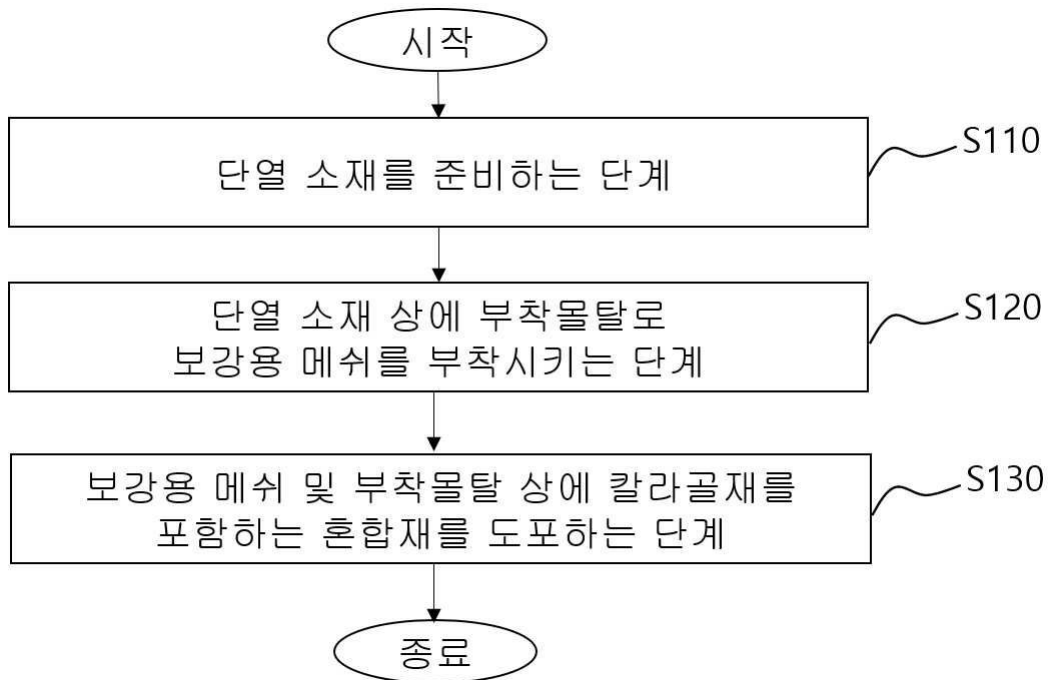 시작
단열 소재를 준비하는 단계
S110
단열 소재 상에 부착몰탈로
보강용 메쉬를 부착시키는 단계
S120
보강용 메쉬 및 부착몰탈 상에 칼라골재를
포함하는 혼합재를 도포하는 단계
S130
종료